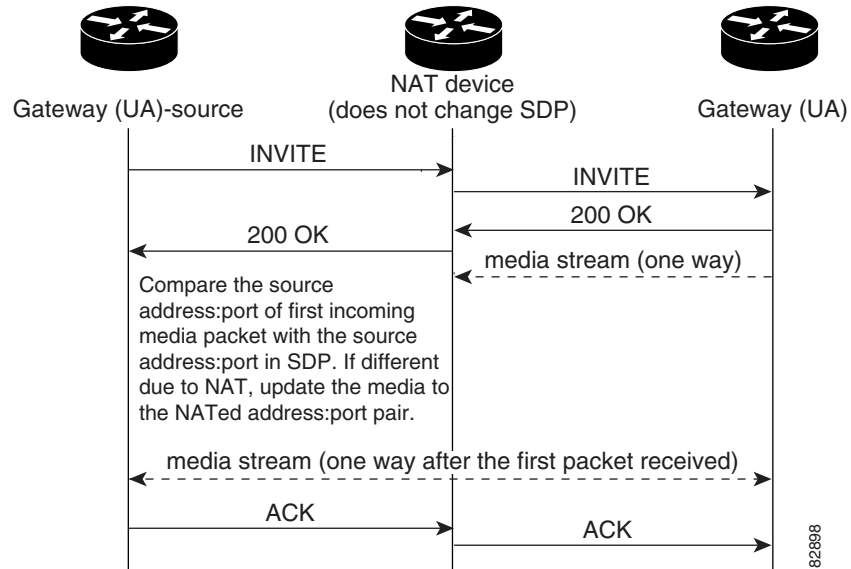 NAT device
Gateway (UA)-source
(does not change SDP)
Gateway (UA)
INVITE
INVITE
200 OK
200 OK
media stream (one way)
Compare the source
address:port of first incoming
media packet with the source
address:port in SDP. If different
due to NAT, update the media to
the NATed address:port pair.
media stream (one way after the first packet received)
ACK
ACK
82898